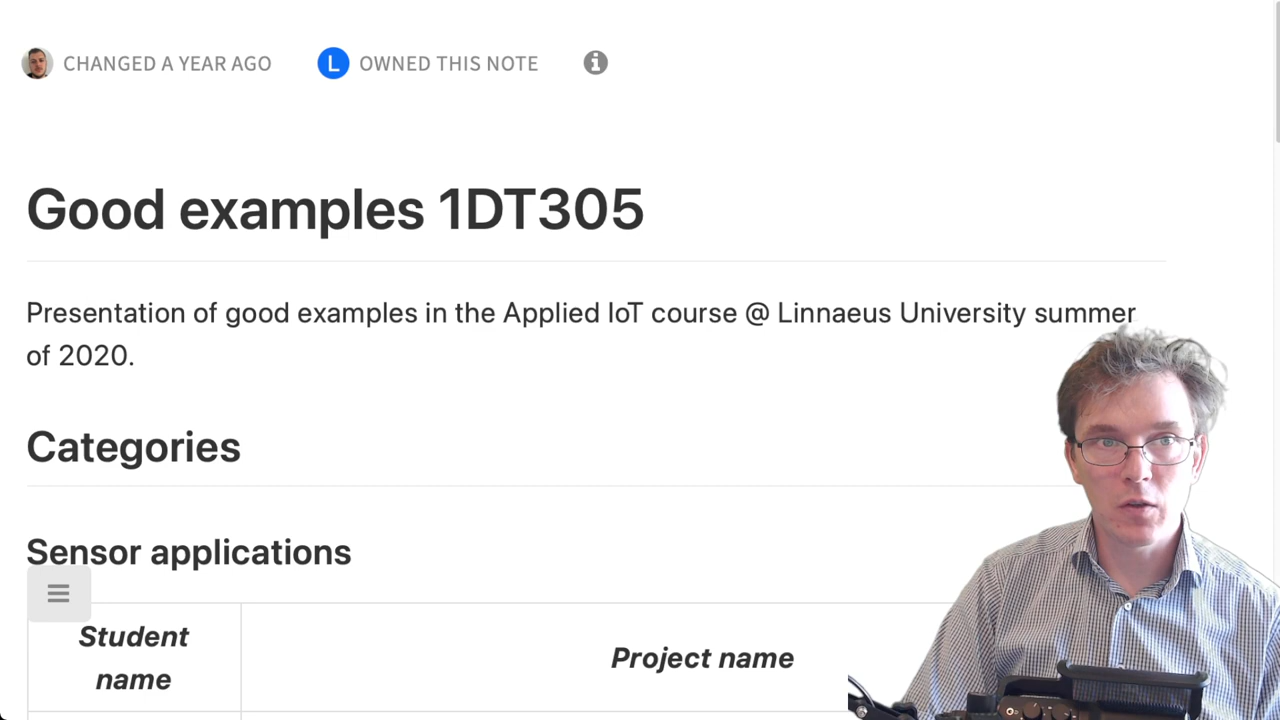 CHANGED A YEAR AGO
L OWNED THIS NOTE
Good examples 1DT305
Presentation of good examples in the Applied IoT course @ Linnaeus University summer
of 2020.
Categories
Sensor applications
Student
name
Project name